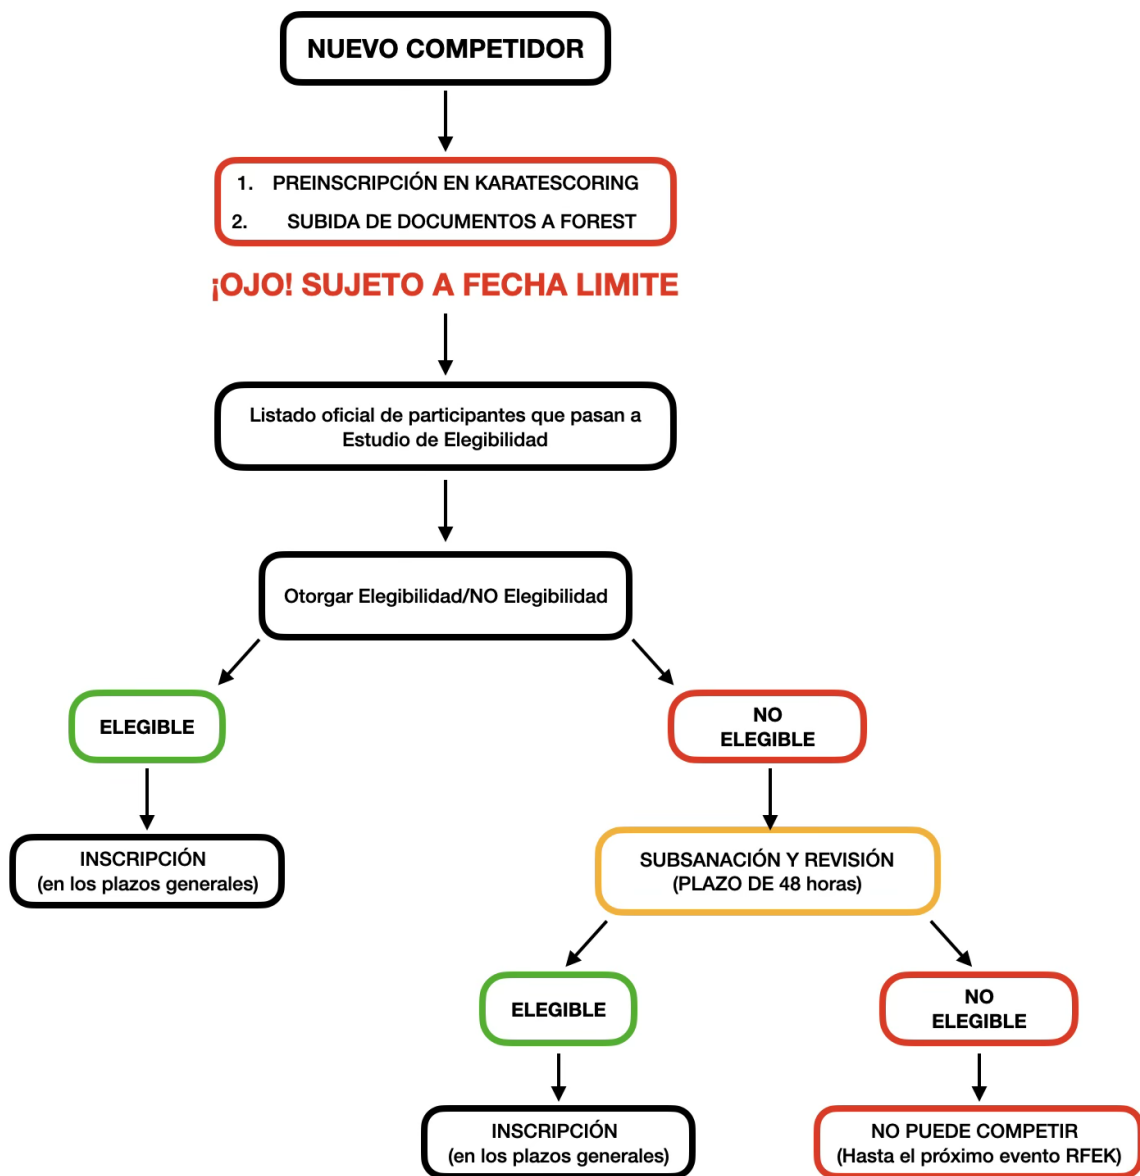 NUEVO COMPETIDOR
1. PREINSCRIPCIÓN EN KARATESCORING
2. SUBIDA DE DOCUMENTOS A FOREST
¡OJO! SUJETO A FECHA LIMITE
Listado oficial de participantes que pasan a
Estudio de Elegibilidad
Otorgar Elegibilidad/NO Elegibilidad
ELEGIBLE
NO
ELEGIBLE
INSCRIPCIÓN
(en los plazos generales)
SUBSANACIÓN Y REVISIÓN
(PLAZO DE 48 horas)
ELEGIBLE
NO
ELEGIBLE
INSCRIPCIÓN
(en los plazos generales)
NO PUEDE COMPETIR
(Hasta el próximo evento RFEK)